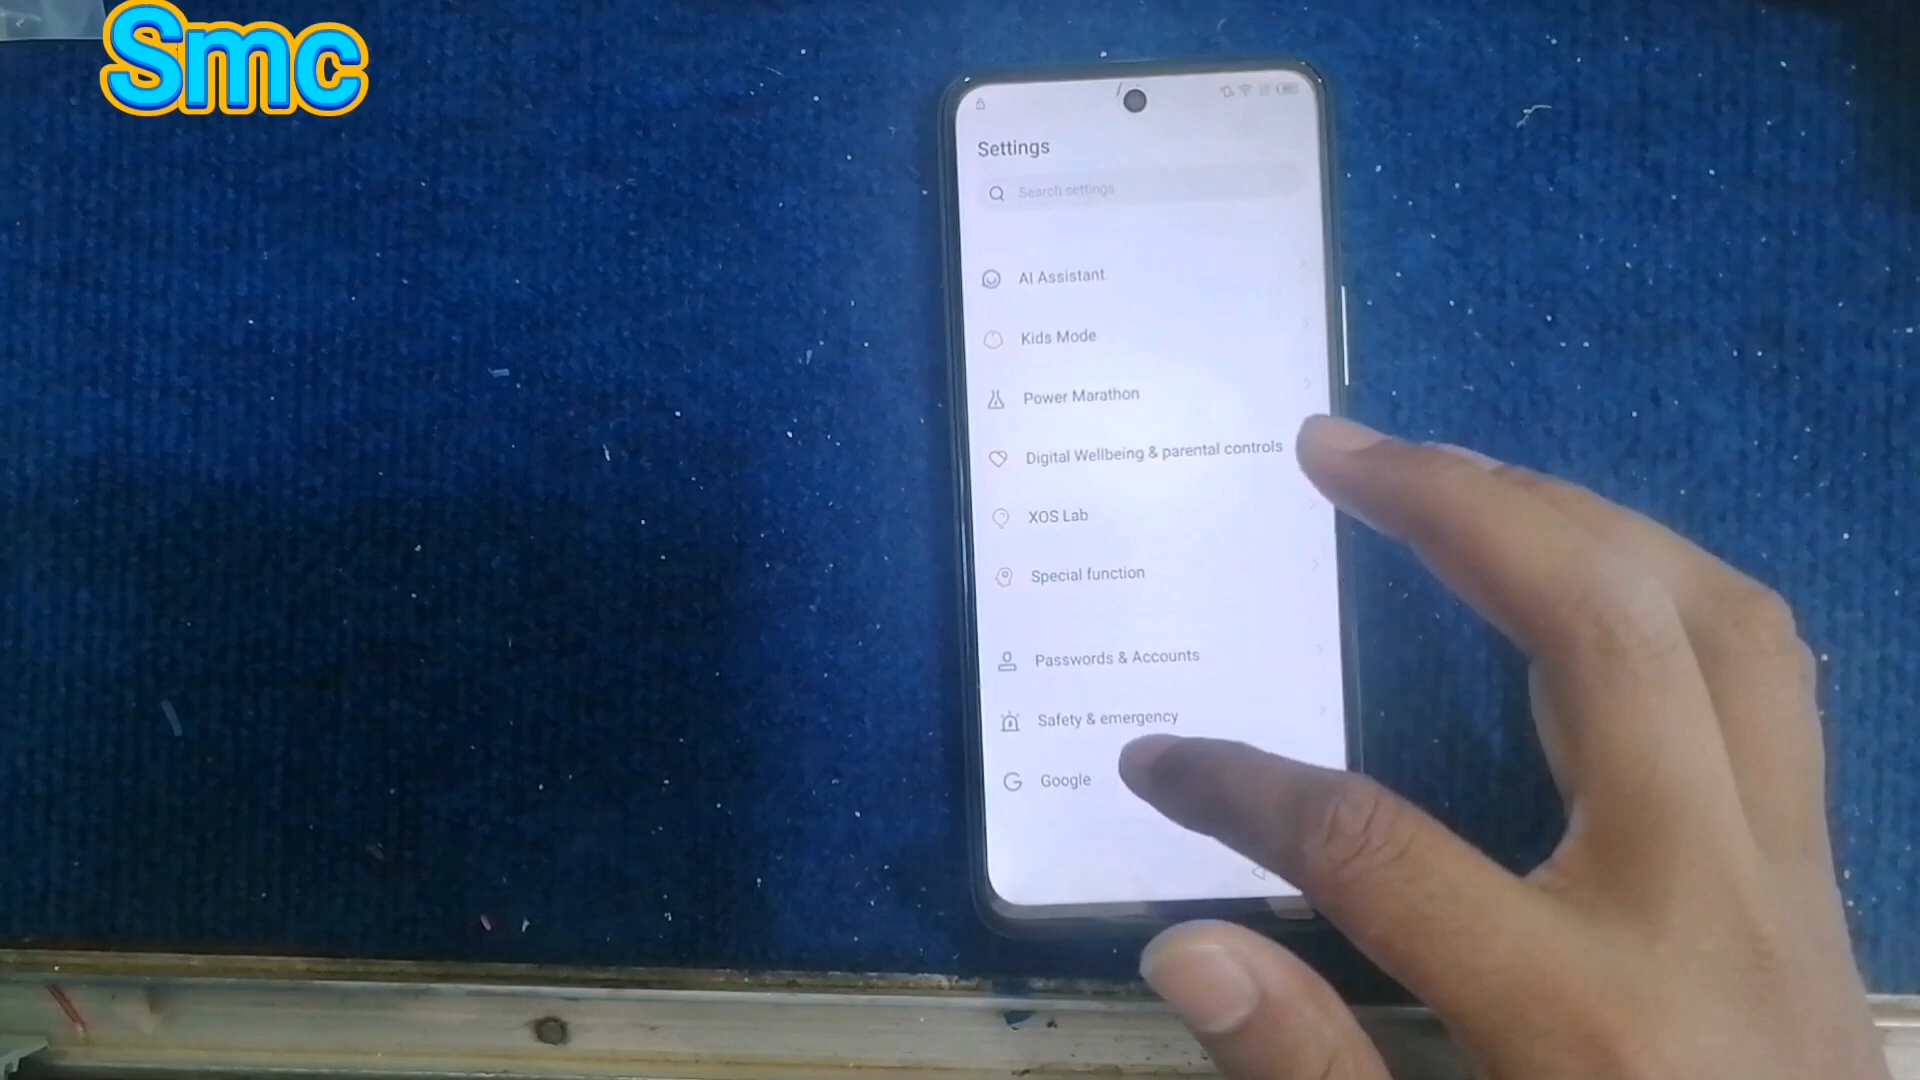 Smc
Settings
Search settings
AI Assistant
Kids Mode
Power Marathon
Digital Wellbeing & parental controls
XOS Lab
Special function
Passwords & Accounts
Safety & emergency
Google